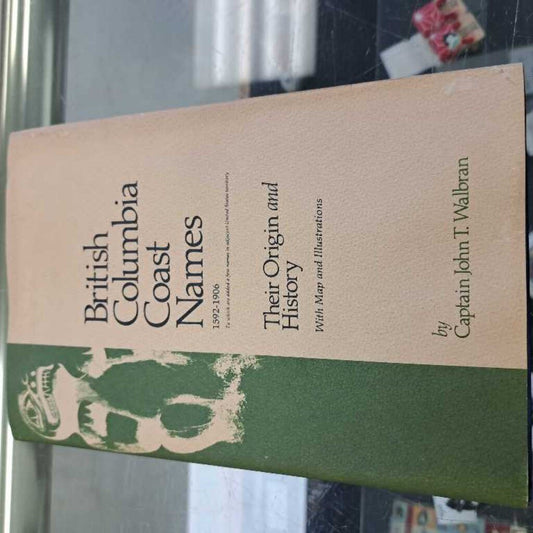 British
Columbia
Coast
Names
1592-1906
To which are added a few names in adjacent United States territory
Their Origin and
History
With Map and Illustrations
by
Captain John T. Walbran